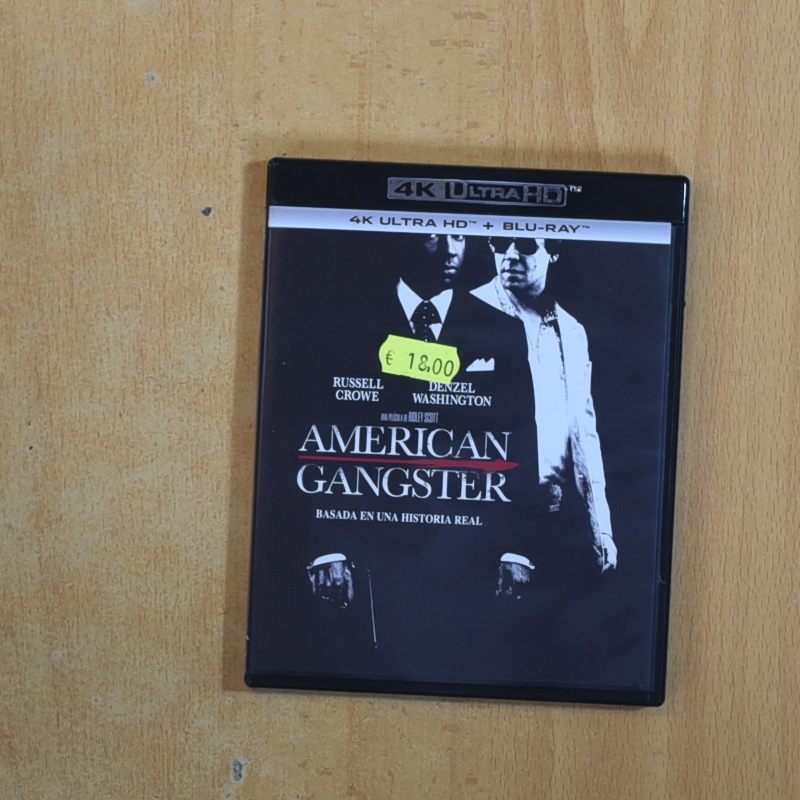 4K ULTRA HD™
4K ULTRA HD™ + BLU-RAY™
€ 18,00
RUSSELL
CROWE
DENZEL
WASHINGTON
UNA PELÍCULA DE RIDLEY SCOTT
AMERICAN
GANGSTER
BASADA EN UNA HISTORIA REAL